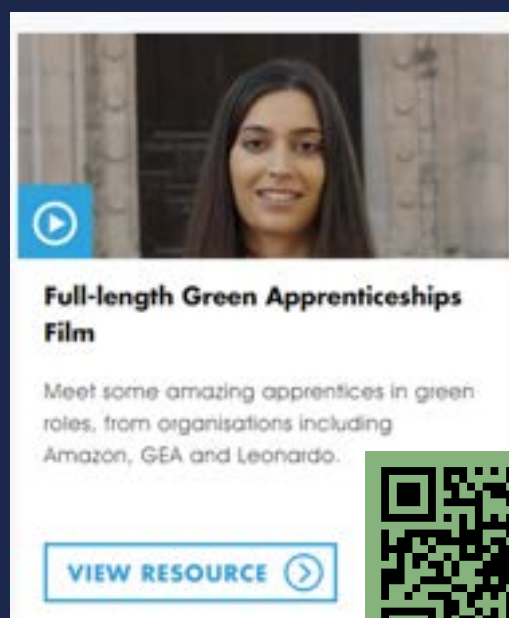 Full-length Green Apprenticeships
Film
Meet some amazing apprentices in green
roles, from organisations including
Amazon, GEA and Leonardo.
VIEW RESOURCE